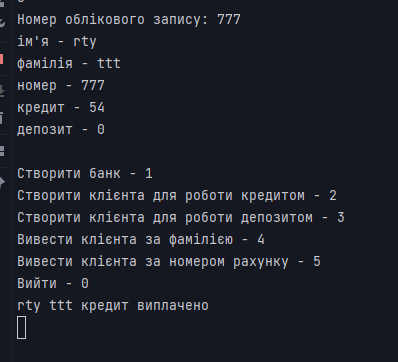 Номер облікового запису: 777
ім'я - rty
фамілія - ttt
номер - 777
кредит - 54
депозит - 0
Створити банк - 1
Створити клієнта для роботи кредитом - 2
Створити клієнта для роботи депозитом - 3
Вивести клієнта за фамілією - 4
Вивести клієнта за номером рахунку - 5
Вийти - 0
rty ttt кредит виплачено